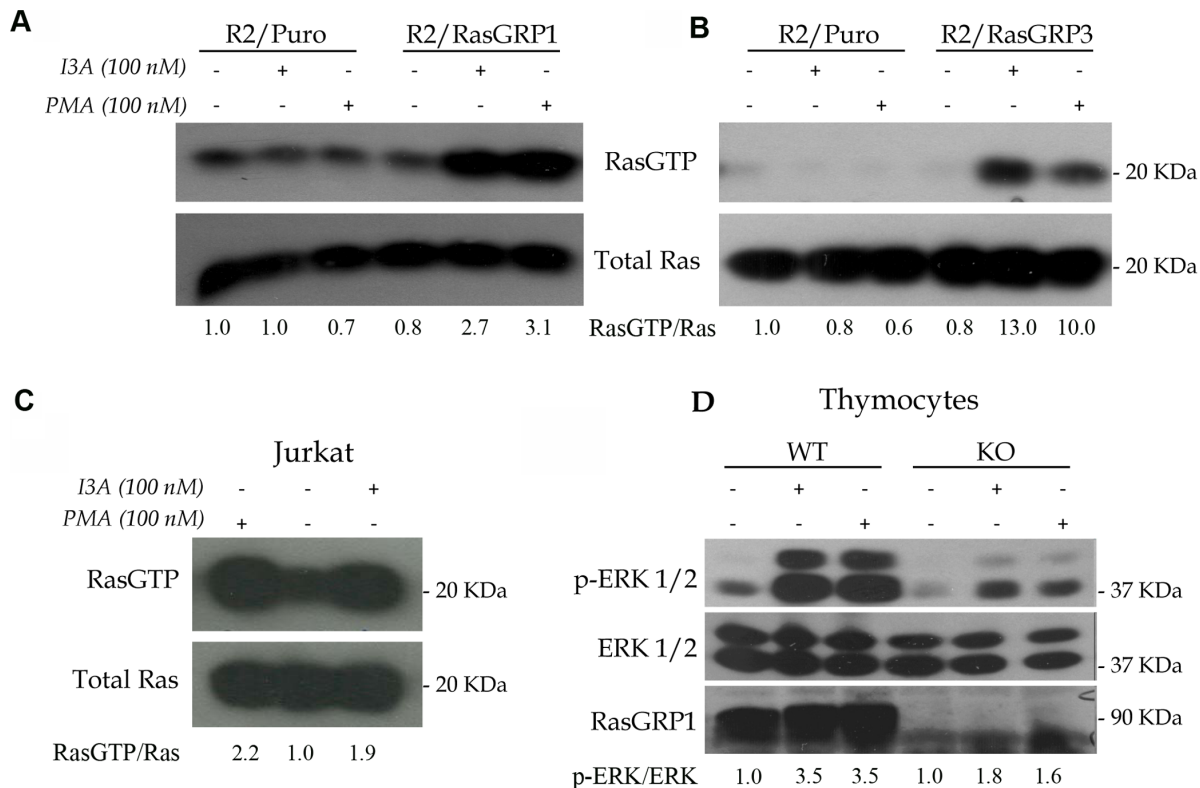 A
R2/Puro R2/RasGRP1
I3A (100 nM) - + - - + -
PMA (100 nM) - - + - - +
RasGTP
Total Ras
1.0 1.0 0.7 0.8 2.7 3.1 RasGTP/Ras
B
R2/Puro R2/RasGRP3
- + - - + -
- - + - - +
- 20 KDa
- 20 KDa
1.0 0.8 0.6 0.8 13.0 10.0
C
Jurkat
I3A (100 nM) - - +
PMA (100 nM) + - -
RasGTP - 20 KDa
Total Ras - 20 KDa
RasGTP/Ras 2.2 1.0 1.9
D Thymocytes
WT KO
- + - - + -
- - + - - +
p-ERK 1/2 - 37 KDa
ERK 1/2 - 37 KDa
RasGRP1 - 90 KDa
p-ERK/ERK 1.0 3.5 3.5 1.0 1.8 1.6